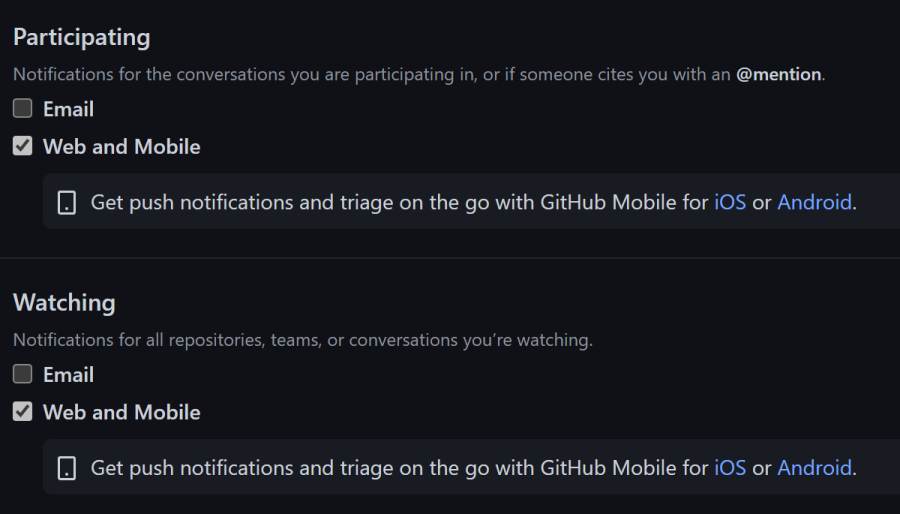 Participating
Notifications for the conversations you are participating in, or if someone cites you with an @mention.
Email
Web and Mobile
Get push notifications and triage on the go with GitHub Mobile for iOS or Android.
Watching
Notifications for all repositories, teams, or conversations you’re watching.
Email
Web and Mobile
Get push notifications and triage on the go with GitHub Mobile for iOS or Android.